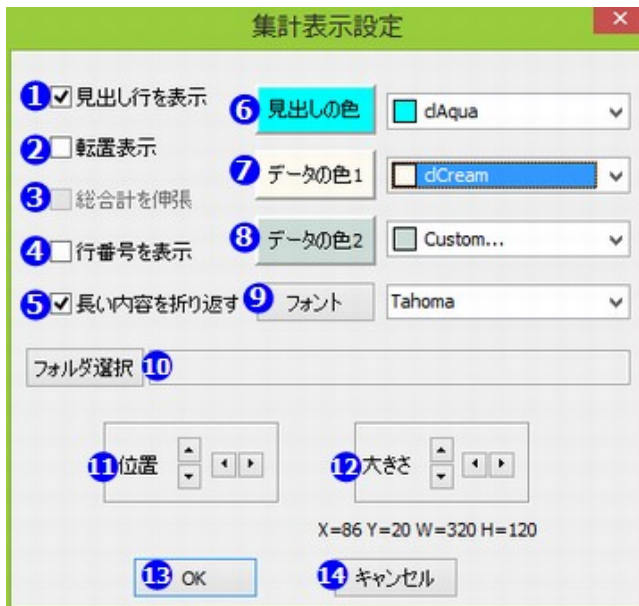 集計表示設定
1 見出し行を表示
2 転置表示
3 総合計を伸張
4 行番号を表示
5 長い内容を折り返す
6 見出しの色 clAqua
7 データの色1 clCream
8 データの色2 Custom...
9 フォント Tahoma
フォルダ選択 10
11 位置
12 大きさ
X=86 Y=20 W=320 H=120
13 OK
14 キャンセル